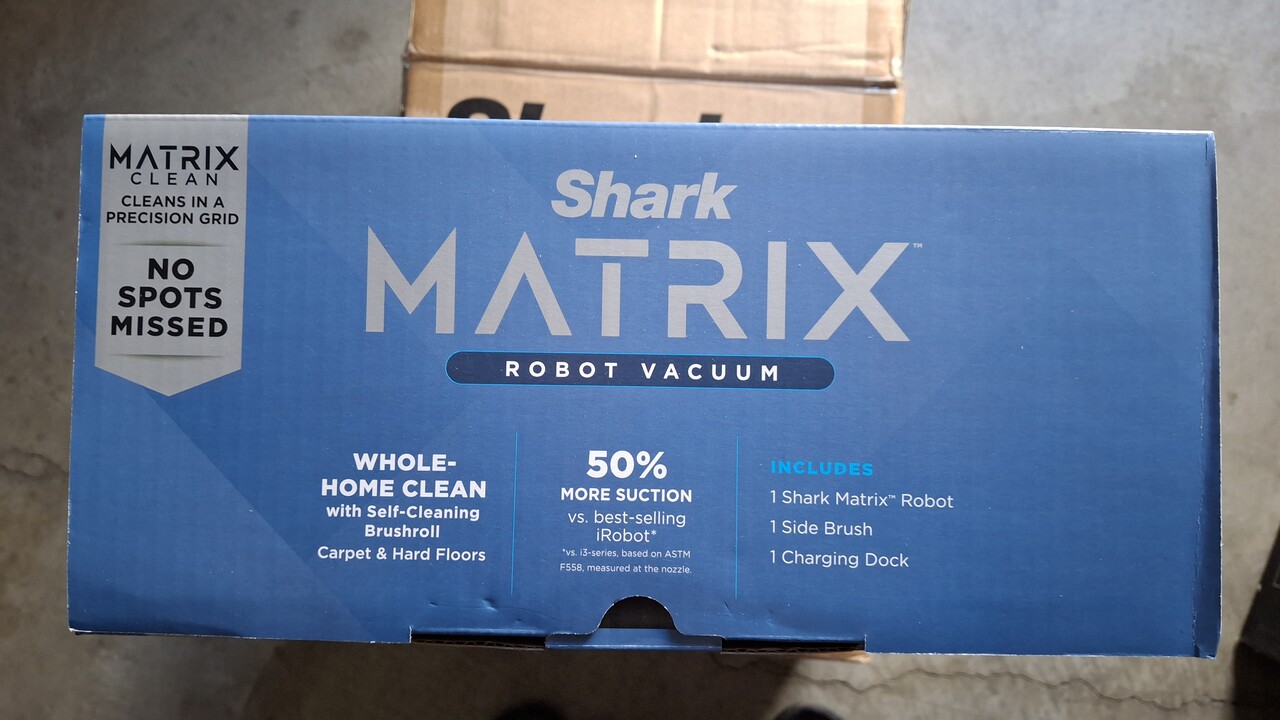 MATRIX
CLEAN
CLEANS IN A
PRECISION GRID
NO
SPOTS
MISSED
Shark
MATRIX™
ROBOT VACUUM
WHOLE-
HOME CLEAN
with Self-Cleaning
Brushroll
Carpet & Hard Floors
50%
MORE SUCTION
vs. best-selling
iRobot*
*vs. i3-series, based on ASTM
F558, measured at the nozzle.
INCLUDES
1 Shark Matrix™ Robot
1 Side Brush
1 Charging Dock